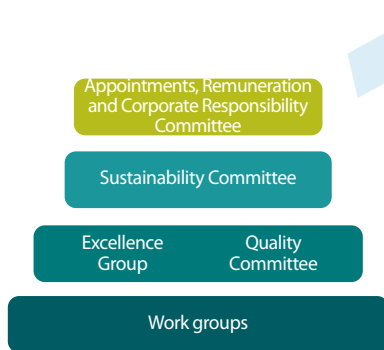 Appointments, Remuneration
and Corporate Responsibility
Committee
Sustainability Committee
Excellence
Group
Quality
Committee
Work groups